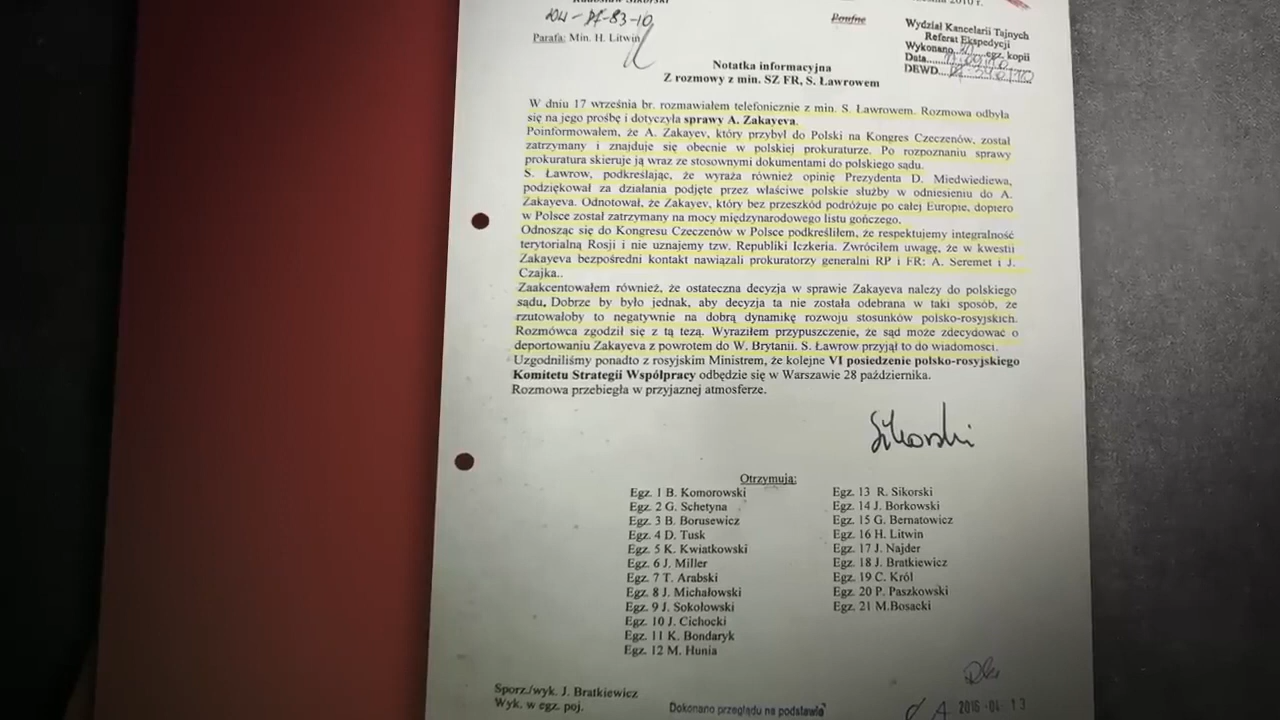 Radosław Sikorski
2010 r.
Poufne
Parafa: Min. H. Litwin
Wydział Kancelarii Tajnych
Referat Ekspedycji
Wykonano egz. kopii
Data
DEWD
Notatka informacyjna
Z rozmowy z min. SZ FR, S. Ławrowem
W dniu 17 września br. rozmawiałem telefonicznie z min. S. Ławrowem. Rozmowa odbyła
się na jego prośbę i dotyczyła sprawy A. Zakayeva.
Poinformowałem, że A. Zakayev, który przybył do Polski na Kongres Czeczenów, został
zatrzymany i znajduje się obecnie w polskiej prokuraturze. Po rozpoznaniu sprawy
prokuratura skieruje ją wraz ze stosownymi dokumentami do polskiego sądu.
S. Ławrow, podkreślając, że wyraża również opinię Prezydenta D. Miedwiediewa,
podziękował za działania podjęte przez właściwe polskie służby w odniesieniu do A.
Zakayeva. Odnotował, że Zakayev, który bez przeszkód podróżuje po całej Europie, dopiero
w Polsce został zatrzymany na mocy międzynarodowego listu gończego.
Odnosząc się do Kongresu Czeczenów w Polsce podkreśliłem, że respektujemy integralność
terytorialną Rosji i nie uznajemy tzw. Republiki Iczkeria. Zwróciłem uwagę, że w kwestii
Zakayeva bezpośredni kontakt nawiązali prokuratorzy generalni RP i FR: A. Seremet i J.
Czajka..
Zaakcentowałem również, że ostateczna decyzja w sprawie Zakayeva należy do polskiego
sądu. Dobrze by było jednak, aby decyzja ta nie została odebrana w taki sposób, że
rzutowałoby to negatywnie na dobrą dynamikę rozwoju stosunków polsko-rosyjskich.
Rozmówca zgodził się z tą tezą. Wyraziłem przypuszczenie, że sąd może zdecydować o
deportowaniu Zakayeva z powrotem do W. Brytanii. S. Ławrow przyjął to do wiadomości.
Uzgodniliśmy ponadto z rosyjskim Ministrem, że kolejne VI posiedzenie polsko-rosyjskiego
Komitetu Strategii Współpracy odbędzie się w Warszawie 28 października.
Rozmowa przebiegła w przyjaznej atmosferze.
Sikorski
Otrzymują:
Egz. 1 B. Komorowski
Egz. 2 G. Schetyna
Egz. 3 B. Borusewicz
Egz. 4 D. Tusk
Egz. 5 K. Kwiatkowski
Egz. 6 J. Miller
Egz. 7 T. Arabski
Egz. 8 J. Michałowski
Egz. 9 J. Sokołowski
Egz. 10 J. Cichocki
Egz. 11 K. Bondaryk
Egz. 12 M. Hunia
Egz. 13 R. Sikorski
Egz. 14 J. Borkowski
Egz. 15 G. Bernatowicz
Egz. 16 H. Litwin
Egz. 17 J. Najder
Egz. 18 J. Bratkiewicz
Egz. 19 C. Król
Egz. 20 P. Paszkowski
Egz. 21 M.Bosacki
Sporz./wyk. J. Bratkiewicz
Wyk. w egz. poj.
Dokonano przeglądu na podstawie
2016 -04- 13